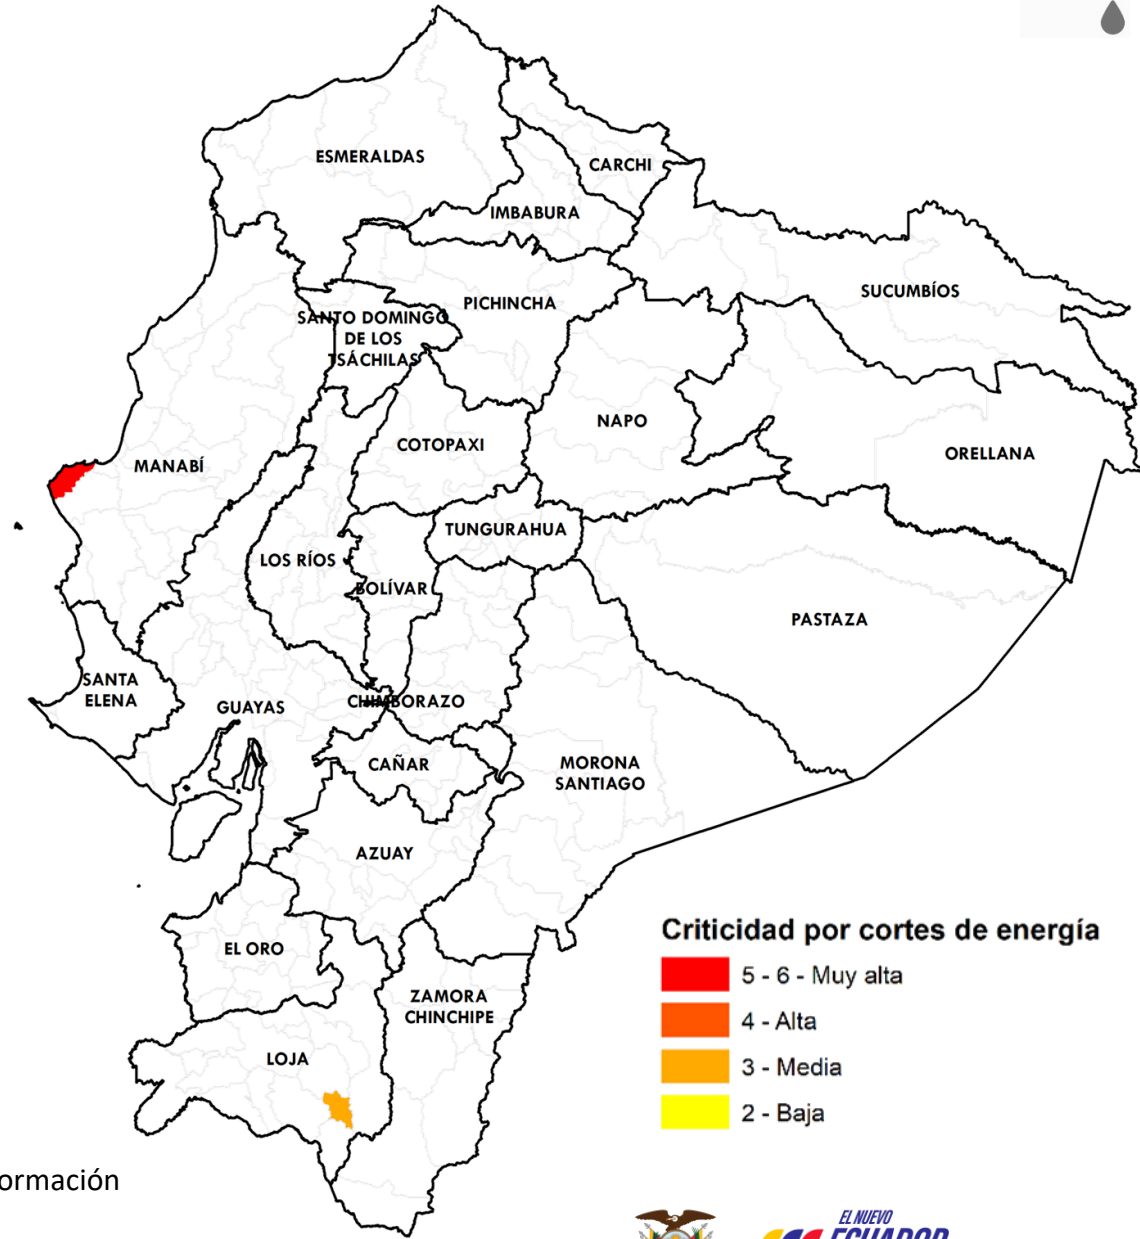 ESMERALDAS
CARCHI
IMBABURA
SUCUMBÍOS
PICHINCHA
SANTO DOMINGO
DE LOS
TSÁCHILAS
NAPO
COTOPAXI
ORELLANA
MANABÍ
TUNGURAHUA
LOS RÍOS
BOLÍVAR
PASTAZA
SANTA
ELENA
CHIMBORAZO
GUAYAS
CAÑAR
MORONA
SANTIAGO
AZUAY
EL ORO
ZAMORA
CHINCHIPE
LOJA
Criticidad por cortes de energía
5 - 6 - Muy alta
4 - Alta
3 - Media
2 - Baja
ormación
EL NUEVO
ECUADOR